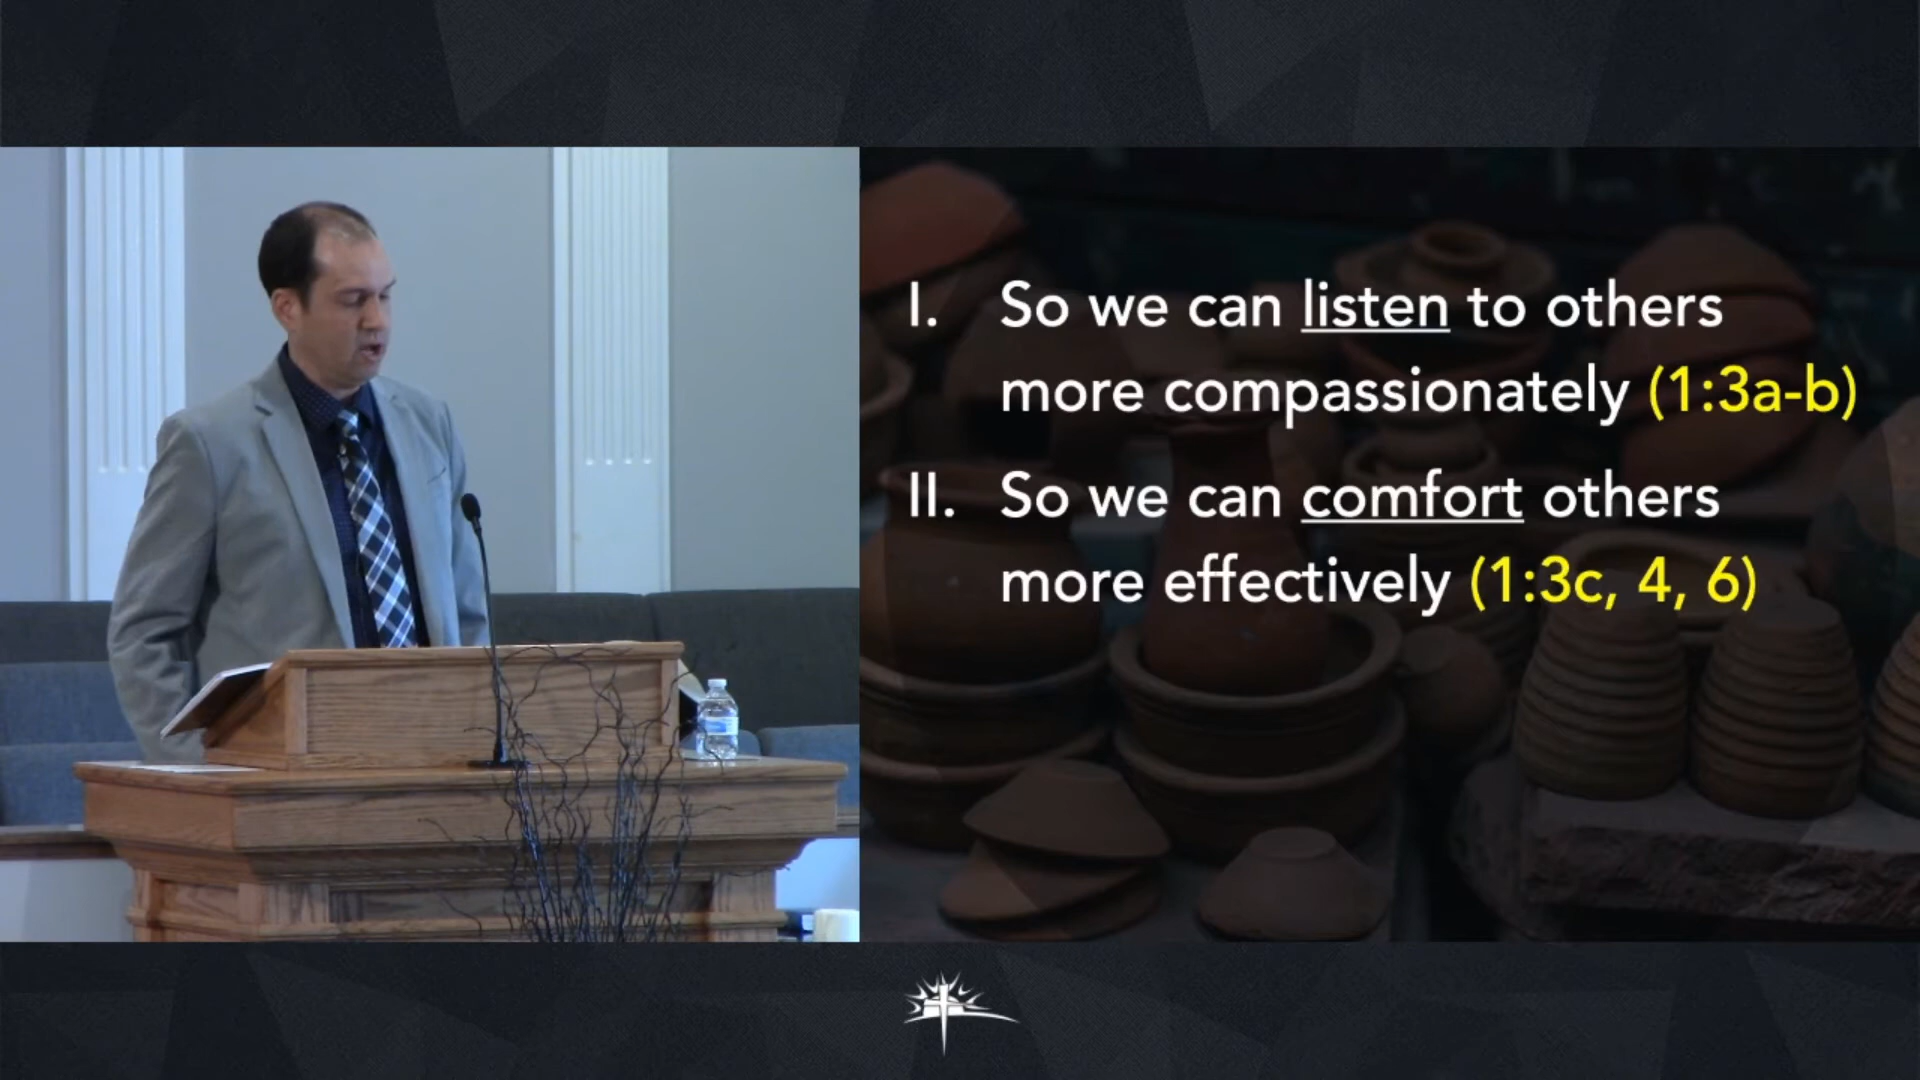 I. So we can listen to others
more compassionately (1:3a-b)
II. So we can comfort others
more effectively (1:3c, 4, 6)